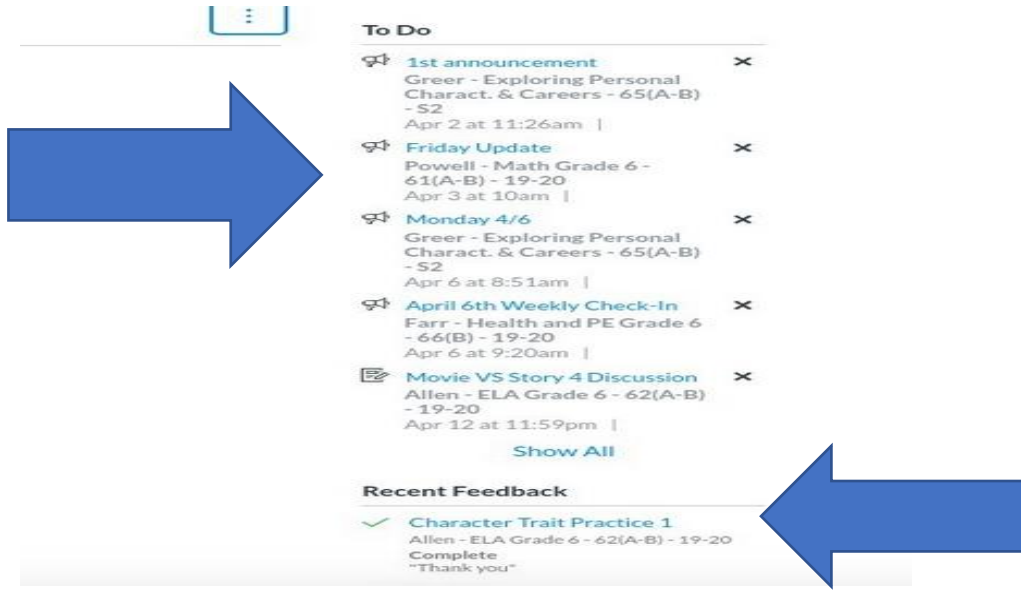 To Do
1st announcement
Greer - Exploring Personal
Charact. & Careers - 65(A-B)
- S2
Apr 2 at 11:26am |
Friday Update
Powell - Math Grade 6 -
61(A-B) - 19-20
Apr 3 at 10am |
Monday 4/6
Greer - Exploring Personal
Charact. & Careers - 65(A-B)
- S2
Apr 6 at 8:51am |
April 6th Weekly Check-In
Farr - Health and PE Grade 6
- 66(B) - 19-20
Apr 6 at 9:20am |
Movie VS Story 4 Discussion
Allen - ELA Grade 6 - 62(A-B)
- 19-20
Apr 12 at 11:59pm |
Show All
Recent Feedback
Character Trait Practice 1
Allen - ELA Grade 6 - 62(A-B) - 19-20
Complete
"Thank you"